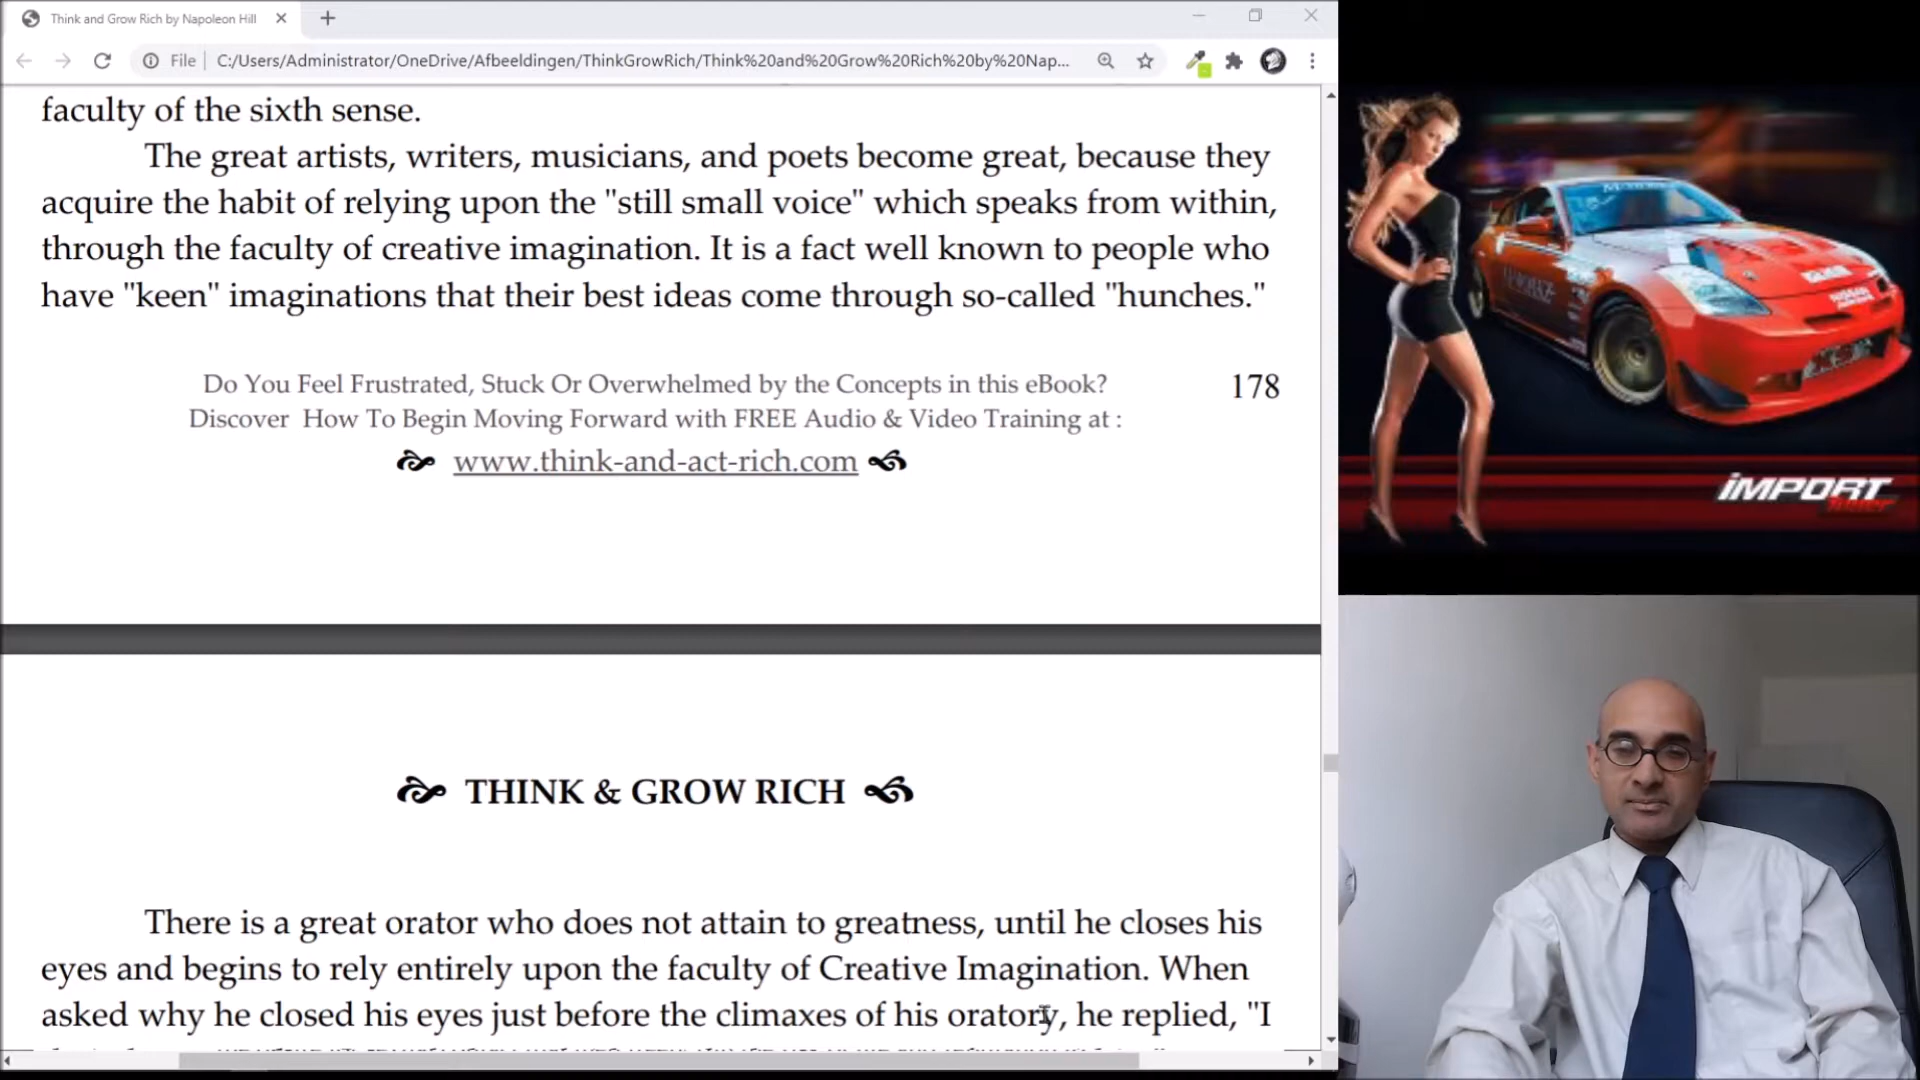 Think and Grow Rich by Napoleon Hill
File
C:/Users/Administrator/OneDrive/Afbeeldingen/ThinkGrowRich/Think%20and%20Grow%20Rich%20by%20Nap...
faculty of the sixth sense.
The great artists, writers, musicians, and poets become great, because they
acquire the habit of relying upon the "still small voice" which speaks from within,
through the faculty of creative imagination. It is a fact well known to people who
have "keen" imaginations that their best ideas come through so-called "hunches."
Do You Feel Frustrated, Stuck Or Overwhelmed by the Concepts in this eBook?
178
Discover How To Begin Moving Forward with FREE Audio & Video Training at :
www.think-and-act-rich.com
THINK & GROW RICH
There is a great orator who does not attain to greatness, until he closes his
eyes and begins to rely entirely upon the faculty of Creative Imagination. When
asked why he closed his eyes just before the climaxes of his oratory, he replied, "I
IMPORT
tuner